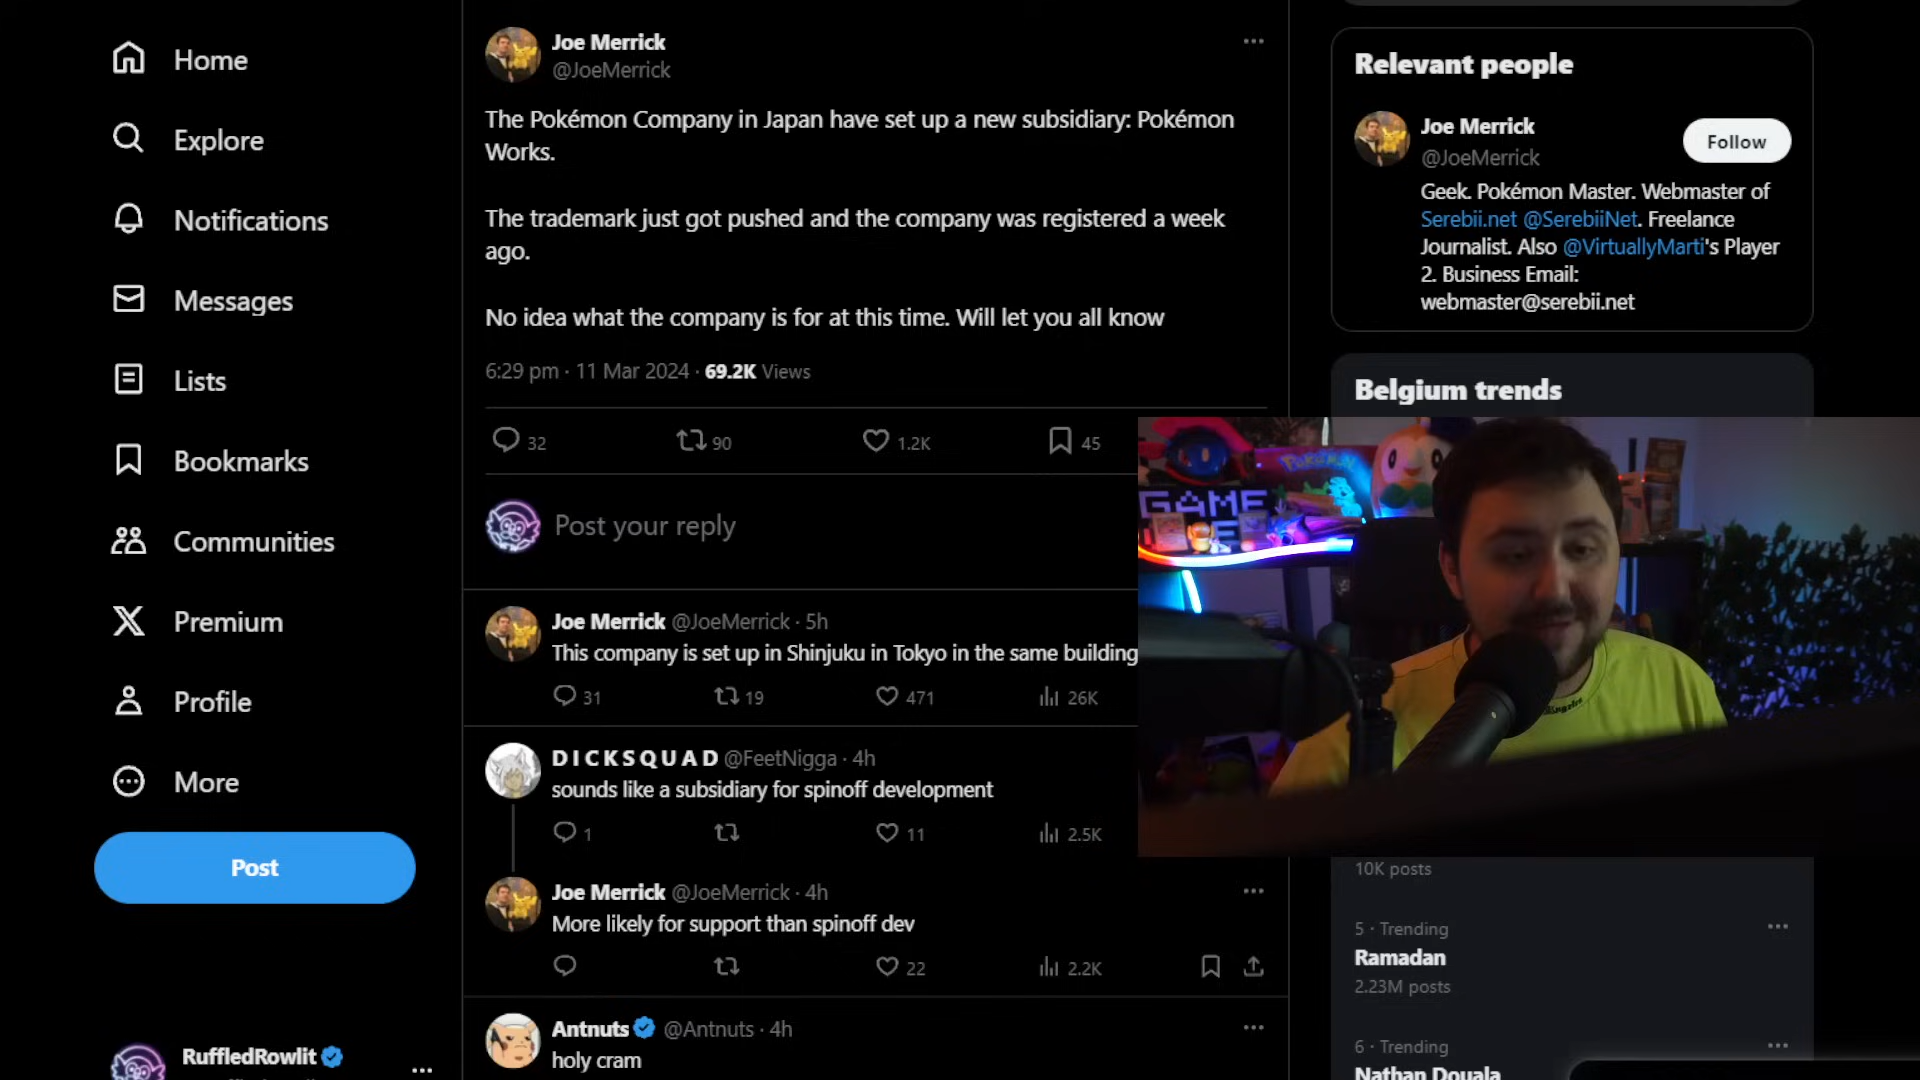 Home
Explore
Notifications
Messages
Lists
Bookmarks
Communities
Premium
Profile
More
Post
RuffledRowlit
Joe Merrick
@JoeMerrick
The Pokémon Company in Japan have set up a new subsidiary: Pokémon
Works.
The trademark just got pushed and the company was registered a week
ago.
No idea what the company is for at this time. Will let you all know
6:29 pm · 11 Mar 2024 · 69.2K Views
32 90 1.2K 45
Post your reply
Joe Merrick @JoeMerrick · 5h
This company is set up in Shinjuku in Tokyo in the same building
31 19 471 26K
DICKSQUAD @FeetNigga · 4h
sounds like a subsidiary for spinoff development
1 11 2.5K
Joe Merrick @JoeMerrick · 4h
More likely for support than spinoff dev
22 2.2K
Antnuts @Antnuts · 4h
holy cram
Relevant people
Joe Merrick
@JoeMerrick
Follow
Geek. Pokémon Master. Webmaster of
Serebii.net @SerebiiNet. Freelance
Journalist. Also @VirtuallyMarti's Player
2. Business Email:
webmaster@serebii.net
Belgium trends
POKéMON
GAME
10K posts
5 · Trending
Ramadan
2.23M posts
6 · Trending
Nathan Douala